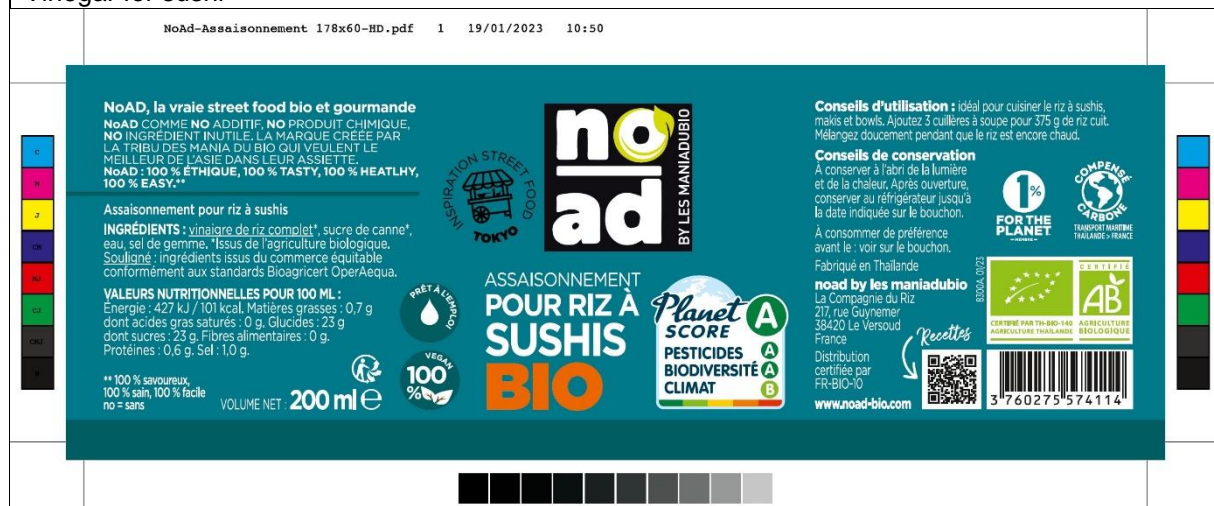 Vinegar for sushi
NoAd-Assaisonnement 178x60-HD.pdf 1 19/01/2023 10:50
NoAD, la vraie street food bio et gourmande
NoAD COMME NO ADDITIF, NO PRODUIT CHIMIQUE,
NO INGRÉDIENT INUTILE. LA MARQUE CRÉÉE PAR
LA TRIBU DES MANIA DU BIO QUI VEULENT LE
MEILLEUR DE L'ASIE DANS LEUR ASSIETTE.
NoAD : 100 % ÉTHIQUE, 100 % TASTY, 100 % HEATLHY,
100 % EASY.**
Assaisonnement pour riz à sushis
INGRÉDIENTS : vinaigre de riz complet*, sucre de canne*,
eau, sel de gemme. *Issus de l'agriculture biologique.
Souligné : ingrédients issus du commerce équitable
conformément aux standards Bioagricert OperAequa.
VALEURS NUTRITIONNELLES POUR 100 ML :
Énergie : 427 kJ / 101 kcal. Matières grasses : 0,7 g
dont acides gras saturés : 0 g. Glucides : 23 g
dont sucres : 23 g. Fibres alimentaires : 0 g.
Protéines : 0,6 g. Sel : 1,0 g.
** 100 % savoureux,
100 % sain, 100 % facile
no = sans
VOLUME NET : 200 ml e
PRÊT À L'EMPLOI
VEGAN
100
%
INSPIRATION STREET FOOD
TOKYO
no
ad
BY LES MANIADUBIO
ASSAISONNEMENT
POUR RIZ À
SUSHIS
BIO
Planet
SCORE
A
PESTICIDES A
BIODIVERSITÉ A
CLIMAT B
Conseils d'utilisation : idéal pour cuisiner le riz à sushis,
makis et bowls. Ajoutez 3 cuillères à soupe pour 375 g de riz cuit.
Mélangez doucement pendant que le riz est encore chaud.
Conseils de conservation
A conserver à l'abri de la lumière
et de la chaleur. Après ouverture,
conserver au réfrigérateur jusqu'à
la date indiquée sur le bouchon.
À consommer de préférence
avant le : voir sur le bouchon.
Fabriqué en Thaïlande
noad by les maniadubio
La Compagnie du Riz
217, rue Guynemer
38420 Le Versoud
France
Distribution
certifiée par
FR-BIO-10
www.noad-bio.com
Recettes
1%
FOR THE
PLANET
MEMBRE
COMPENSÉ
CARBONE
TRANSPORT MARITIME
THAÏLANDE > FRANCE
8300A, 01/23
CERTIFIÉ PAR TH-BIO-140
AGRICULTURE THAÏLANDE
CERTIFIÉ
AB
AGRICULTURE
BIOLOGIQUE
3 760275 574114